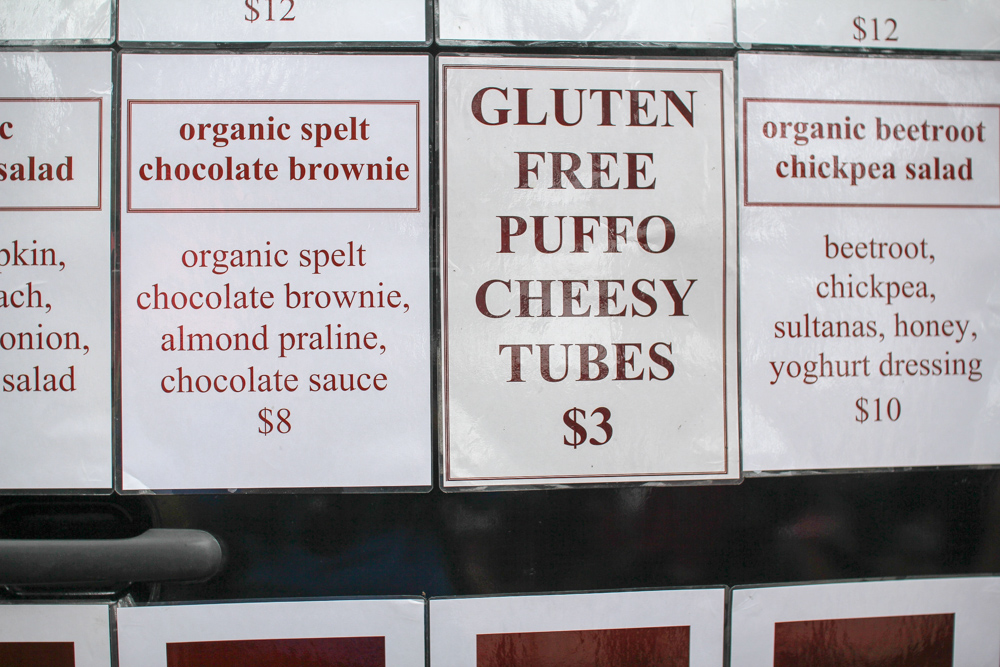 $12
$12
salad
onion,
salad
organic spelt
chocolate brownie
organic spelt
chocolate brownie,
almond praline,
chocolate sauce
$8
GLUTEN
FREE
PUFFO
CHEESY
TUBES
$3
organic beetroot
chickpea salad
beetroot,
chickpea,
sultanas, honey,
yoghurt dressing
$10